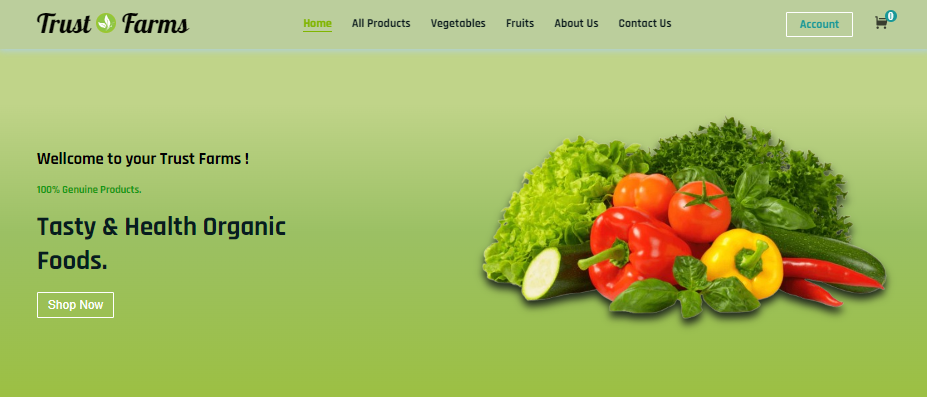 Trust Farms
Home All Products Vegetables Fruits About Us Contact Us
Account
0
Wellcome to your Trust Farms !
100% Genuine Products.
Tasty & Health Organic
Foods.
Shop Now